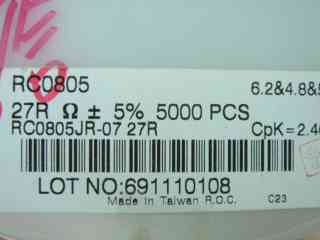 RC0805 6.2&4.8&
27R Ω ± 5% 5000 PCS
RC0805JR-07 27R CpK=2.4
LOT NO:691110108
Made in Taiwan R.O.C. C23